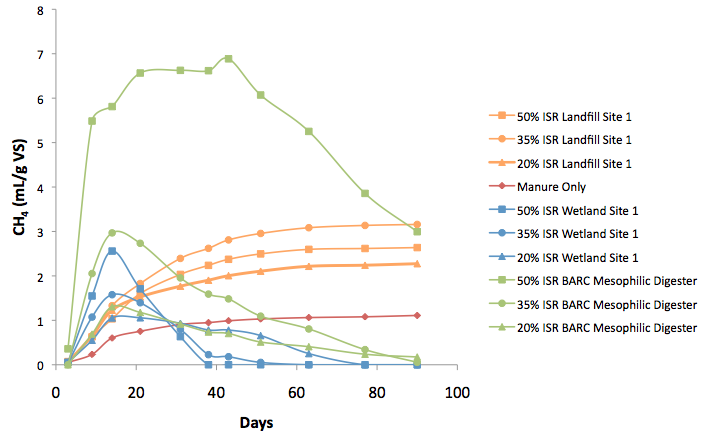 8
7
6
5
4
3
2
1
0
CH4 (mL/g VS)
0 20 40 60 80 100
Days
50% ISR Landfill Site 1
35% ISR Landfill Site 1
20% ISR Landfill Site 1
Manure Only
50% ISR Wetland Site 1
35% ISR Wetland Site 1
20% ISR Wetland Site 1
50% ISR BARC Mesophilic Digester
35% ISR BARC Mesophilic Digester
20% ISR BARC Mesophilic Digester